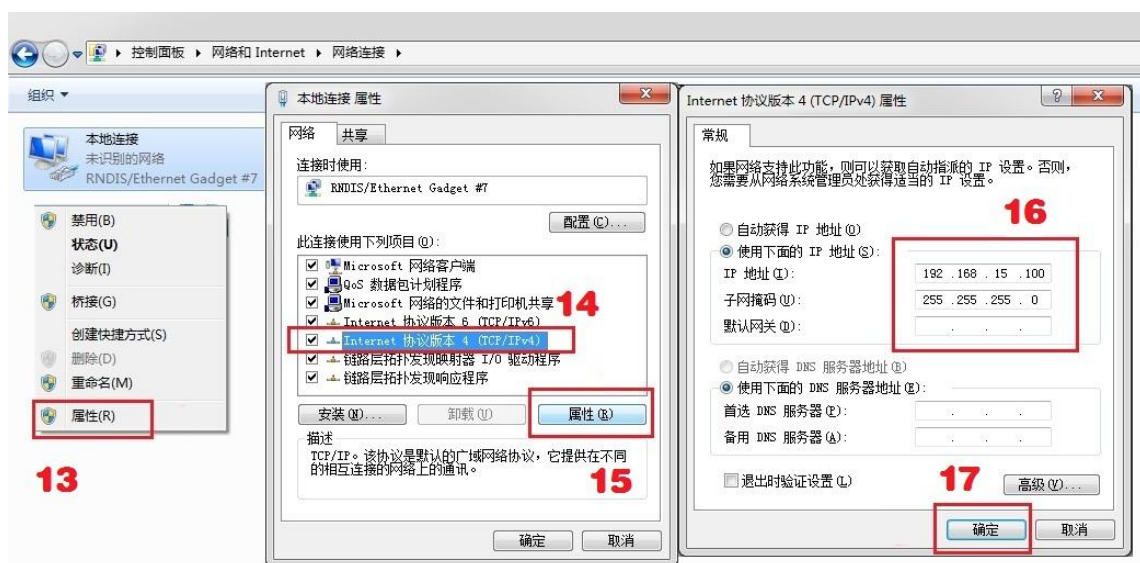 控制面板 ▸ 网络和 Internet ▸ 网络连接 ▸
组织 ▼
本地连接
未识别的网络
RNDIS/Ethernet Gadget #7
禁用(B)
状态(U)
诊断(I)
桥接(G)
创建快捷方式(S)
删除(D)
重命名(M)
属性(R)
13
本地连接 属性
网络 共享
连接时使用:
RNDIS/Ethernet Gadget #7
配置(C)...
此连接使用下列项目(O):
Microsoft 网络客户端
QoS 数据包计划程序
Microsoft 网络的文件和打印机共享
Internet 协议版本 6 (TCP/IPv6)
Internet 协议版本 4 (TCP/IPv4)
链路层拓扑发现映射器 I/O 驱动程序
链路层拓扑发现响应程序
14
安装(N)... 卸载(U) 属性(R)
描述
TCP/IP。该协议是默认的广域网络协议，它提供在不同
的相互连接的网络上的通讯。
15
确定 取消
Internet 协议版本 4 (TCP/IPv4) 属性
常规
如果网络支持此功能，则可以获取自动指派的 IP 设置。否则，
您需要从网络系统管理员处获得适当的 IP 设置。
16
自动获得 IP 地址(O)
使用下面的 IP 地址(S):
IP 地址(I): 192 .168 . 15 .100
子网掩码(U): 255 .255 .255 . 0
默认网关(D): . . .
自动获得 DNS 服务器地址(B)
使用下面的 DNS 服务器地址(E):
首选 DNS 服务器(P): . . .
备用 DNS 服务器(A): . . .
退出时验证设置(L)
17
高级(V)...
确定 取消